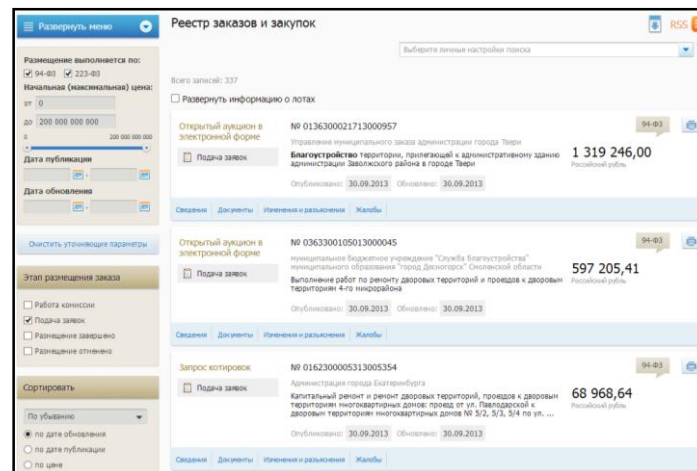 Развернуть меню
Размещение выполняется по:
94-ФЗ 223-ФЗ
Начальная (максимальная) цена:
от 0
до 200 000 000 000
0 200 000 000 000
Дата публикации
-
Дата обновления
-
Очистить уточняющие параметры
Этап размещения заказа
Работа комиссии
Подача заявок
Размещение завершено
Размещение отменено
Сортировать
По убыванию
по дате обновления
по дате публикации
по цене
Реестр заказов и закупок
RSS
Выберите личные настройки поиска
Всего записей: 337
Развернуть информацию о лотах
Открытый аукцион в
электронной форме
Подача заявок
№ 0136300021713000957
Управление муниципального заказа администрации города Твери
Благоустройство территории, прилегающей к административному зданию
администрации Заволжского района в городе Твери
Опубликовано: 30.09.2013 Обновлено: 30.09.2013
94-ФЗ
1 319 246,00
Российский рубль
Сведения Документы Изменения и разъяснения Жалобы
Открытый аукцион в
электронной форме
Подача заявок
№ 0363300105013000045
муниципальное бюджетное учреждение "Служба благоустройства"
муниципального образования "город Десногорск" Смоленской области
Выполнение работ по ремонту дворовых территорий и проездов к дворовым
территориям 4-го микрорайона
Опубликовано: 30.09.2013 Обновлено: 30.09.2013
94-ФЗ
597 205,41
Российский рубль
Сведения Документы Изменения и разъяснения Жалобы
Запрос котировок
Подача заявок
№ 0162300005313005354
Администрация города Екатеринбурга
Капитальный ремонт и ремонт дворовых территорий, проездов к дворовым
территориям многоквартирных домов: проезд от ул. Павлодарской к
дворовым территориям многоквартирных домов № 5/2, 5/3, 5/4 по ул. ...
Опубликовано: 30.09.2013 Обновлено: 30.09.2013
94-ФЗ
68 968,64
Российский рубль
Сведения Документы Изменения и разъяснения Жалобы